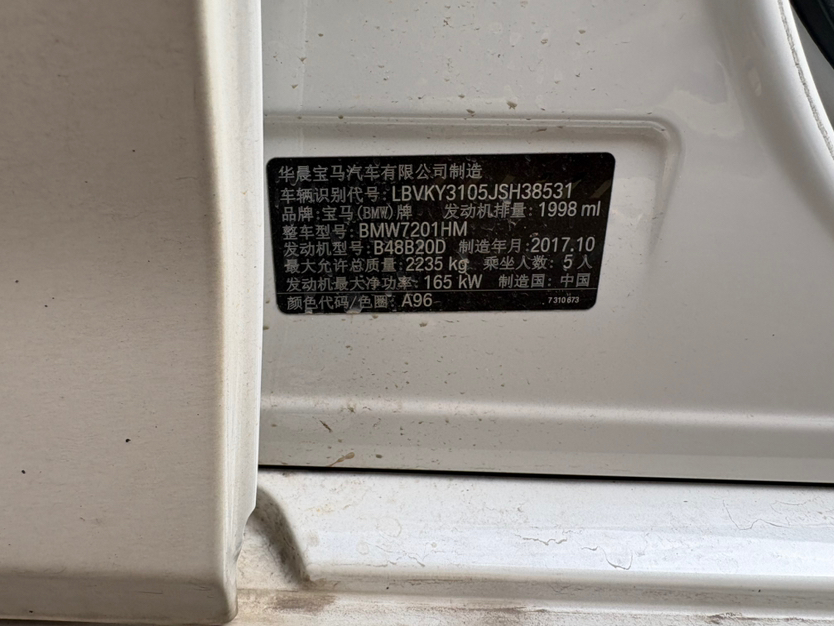 华晨宝马汽车有限公司制造
车辆识别代号: LBVKY3105JSH38531
品牌: 宝马(BMW)牌 发动机排量: 1998 ml
整车型号: BMW7201HM
发动机型号: B48B20D 制造年月: 2017.10
最大允许总质量: 2235 kg 乘坐人数: 5人
发动机最大净功率: 165 kW 制造国: 中国
颜色代码/色圈: A96 7 310 673